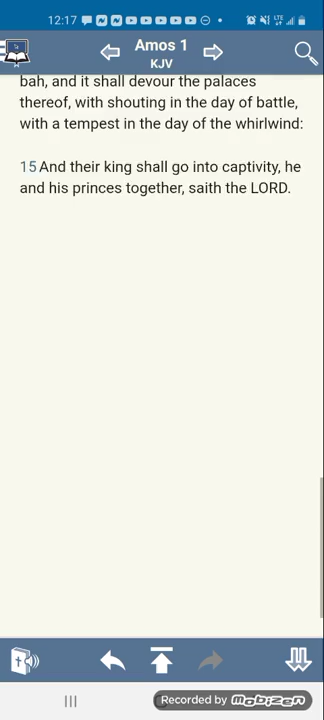 12:17
LTE
Amos 1
KJV
bah, and it shall devour the palaces
thereof, with shouting in the day of battle,
with a tempest in the day of the whirlwind:
15 And their king shall go into captivity, he
and his princes together, saith the LORD.
Recorded by mobizen